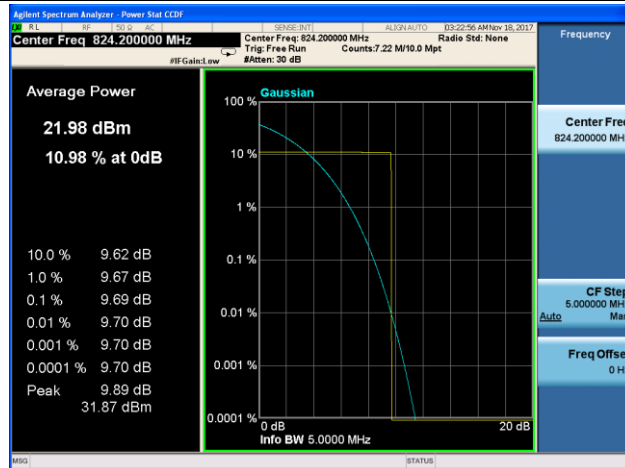 Agilent Spectrum Analyzer - Power Stat CCDF
RL RF 50 Ω AC SENSE:INT ALIGNAUTO 03:22:56 AM Nov 18, 2017
Center Freq 824.200000 MHz
Center Freq: 824.200000 MHz Radio Std: None
Trig: Free Run Counts:7.22 M/10.0 Mpt
#IFGain:Low #Atten: 30 dB
Frequency
Average Power
21.98 dBm
10.98 % at 0dB
10.0 % 9.62 dB
1.0 % 9.67 dB
0.1 % 9.69 dB
0.01 % 9.70 dB
0.001 % 9.70 dB
0.0001 % 9.70 dB
Peak 9.89 dB
31.87 dBm
Gaussian
100 %
10 %
1 %
0.1 %
0.01 %
0.001 %
0.0001 %
0 dB 20 dB
Info BW 5.0000 MHz
Center Fre
824.200000 MH
CF Step
5.000000 MH
Auto Ma
Freq Offse
0 H
MSG STATUS